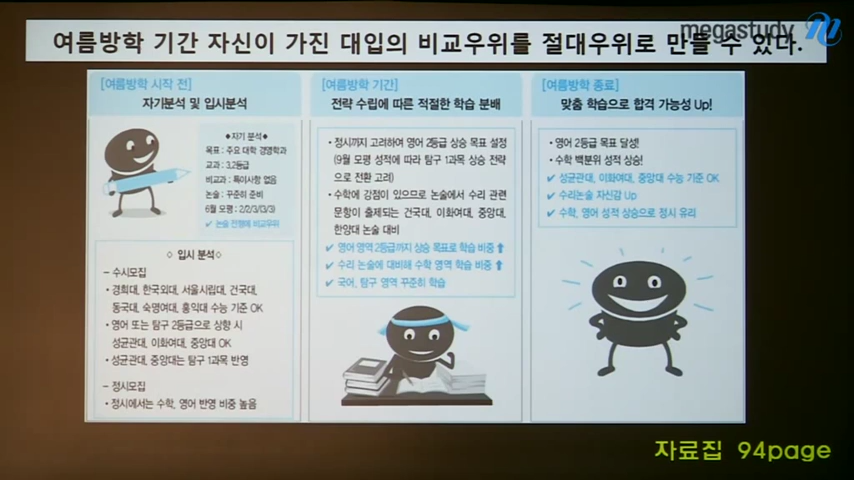 megastudy
여름방학 기간 자신이 가진 대입의 비교우위를 절대우위로 만들 수 있다.
[여름방학 시작 전]
자기분석 및 입시분석
◆자기 분석◆
목표 : 주요 대학 경영학과
교과 : 3.2등급
비교과 : 특이사항 없음
논술 : 꾸준히 준비
6월 모평 : 2/2/3/(3/3)
✔ 논술 전형에 비교우위
◇ 입시 분석◇
– 수시모집
• 경희대, 한국외대, 서울시립대, 건국대,
동국대, 숙명여대, 홍익대 수능 기준 OK
• 영어 또는 탐구 2등급으로 상향 시
성균관대, 이화여대, 중앙대 OK
• 성균관대, 중앙대는 탐구 1과목 반영
– 정시모집
• 정시에서는 수학, 영어 반영 비중 높음
[여름방학 기간]
전략 수립에 따른 적절한 학습 분배
• 정시까지 고려하여 영어 2등급 상승 목표 설정
(9월 모평 성적에 따라 탐구 1과목 상승 전략
으로 전환 고려)
• 수학에 강점이 있으므로 논술에서 수리 관련
문항이 출제되는 건국대, 이화여대, 중앙대,
한양대 논술 대비
✔ 영어 영역 2등급까지 상승 목표로 학습 비중 ↑
✔ 수리 논술에 대비해 수학 영역 학습 비중 ↑
✔ 국어, 탐구 영역 꾸준히 학습
[여름방학 종료]
맞춤 학습으로 합격 가능성 Up!
• 영어 2등급 목표 달성!
• 수학 백분위 성적 상승!
✔ 성균관대, 이화여대, 중앙대 수능 기준 OK
✔ 수리논술 자신감 Up
✔ 수학, 영어 성적 상승으로 정시 유리
자료집 94page